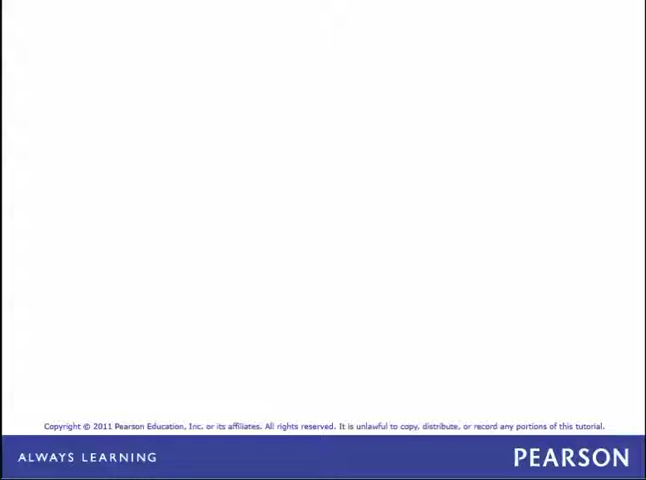 Copyright © 2011 Pearson Education, Inc. or its affiliates. All rights reserved. It is unlawful to copy, distribute, or record any portions of this tutorial.
ALWAYS LEARNING
PEARSON